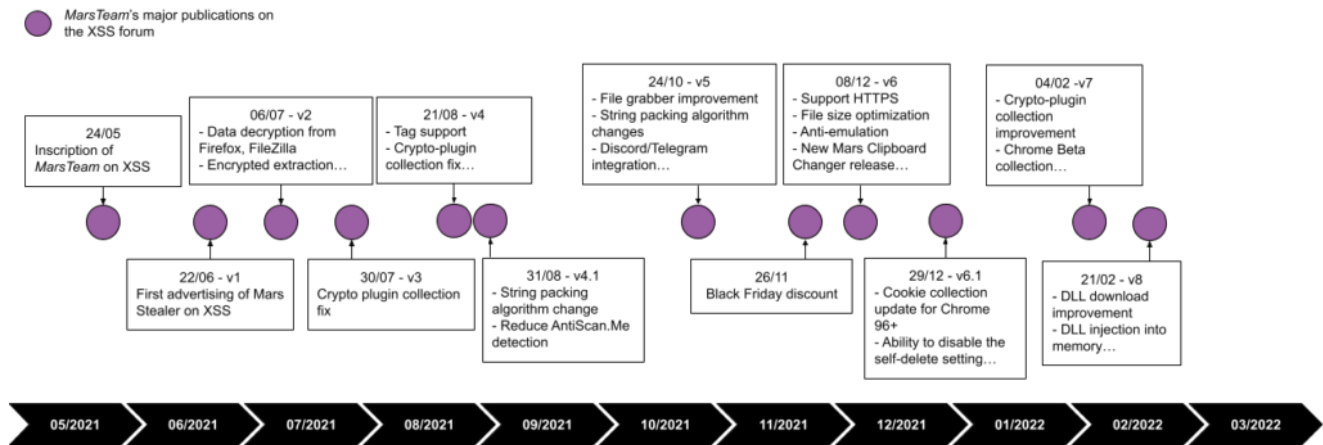 MarsTeam's major publications on
the XSS forum
24/05
Inscription of
MarsTeam on XSS
06/07 - v2
- Data decryption from
Firefox, FileZilla
- Encrypted extraction...
21/08 - v4
- Tag support
- Crypto-plugin
collection fix...
24/10 - v5
- File grabber improvement
- String packing algorithm
changes
- Discord/Telegram
integration...
08/12 - v6
- Support HTTPS
- File size optimization
- Anti-emulation
- New Mars Clipboard
Changer release...
04/02 -v7
- Crypto-plugin
collection
improvement
- Chrome Beta
collection...
22/06 - v1
First advertising of Mars
Stealer on XSS
30/07 - v3
Crypto plugin collection
fix
31/08 - v4.1
- String packing
algorithm change
- Reduce AntiScan.Me
detection
26/11
Black Friday discount
29/12 - v6.1
- Cookie collection
update for Chrome
96+
- Ability to disable the
self-delete setting...
21/02 - v8
- DLL download
improvement
- DLL injection into
memory...
05/2021
06/2021
07/2021
08/2021
09/2021
10/2021
11/2021
12/2021
01/2022
02/2022
03/2022